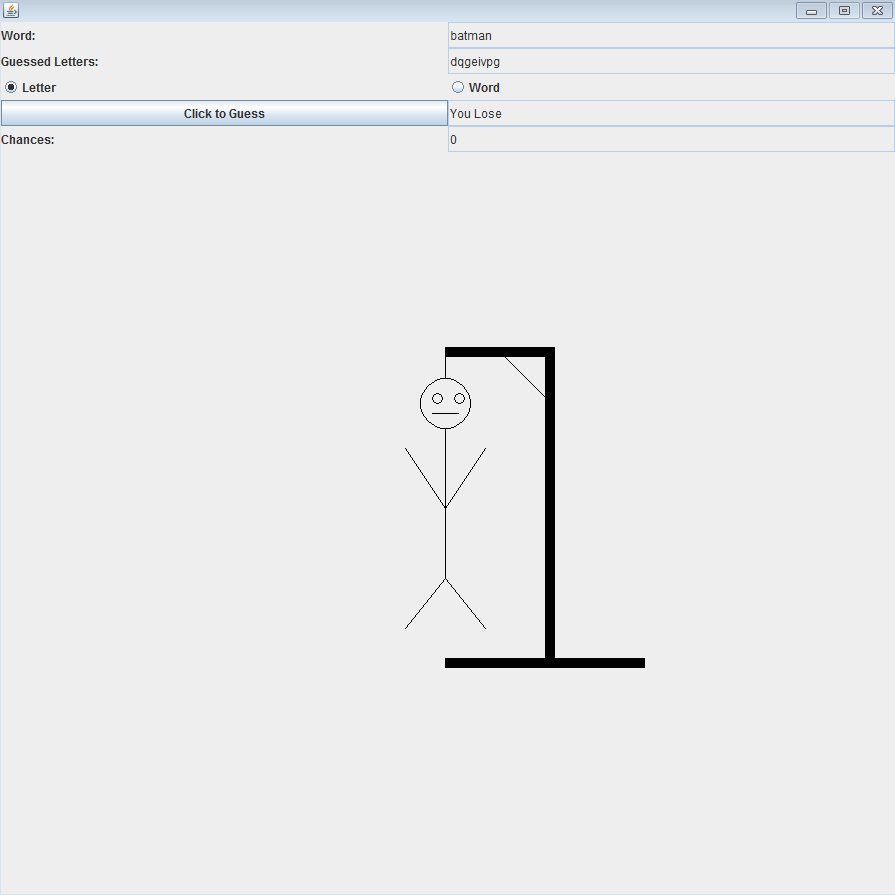 Word: batman
Guessed Letters: dqgeivpg
Letter Word
Click to Guess You Lose
Chances: 0